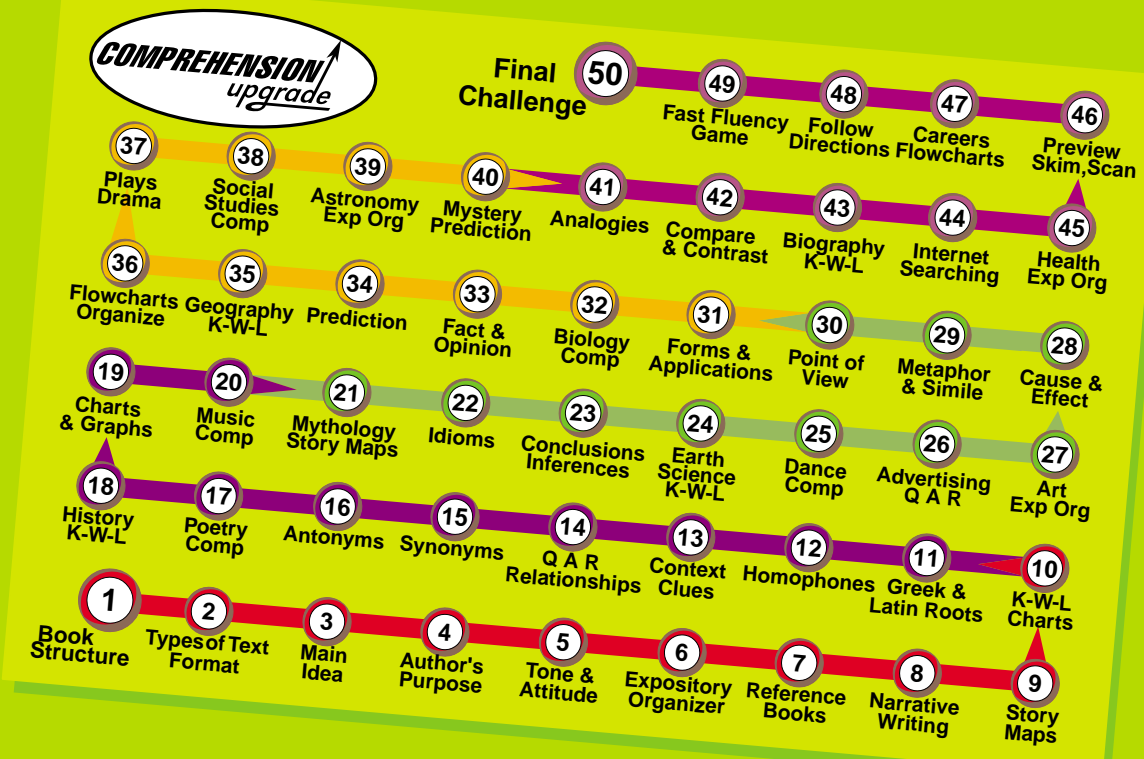 COMPREHENSION
upgrade
Final
Challenge
50
49
Fast Fluency
Game
48
Follow
Directions
47
Careers
Flowcharts
46
Preview
Skim,Scan
37
Plays
Drama
38
Social
Studies
Comp
39
Astronomy
Exp Org
40
Mystery
Prediction
41
Analogies
42
Compare
& Contrast
43
Biography
K-W-L
44
Internet
Searching
45
Health
Exp Org
36
Flowcharts
Organize
35
Geography
K-W-L
34
Prediction
33
Fact &
Opinion
32
Biology
Comp
31
Forms &
Applications
30
Point of
View
29
Metaphor
& Simile
28
Cause &
Effect
19
Charts
& Graphs
20
Music
Comp
21
Mythology
Story Maps
22
Idioms
23
Conclusions
Inferences
24
Earth
Science
K-W-L
25
Dance
Comp
26
Advertising
Q A R
27
Art
Exp Org
18
History
K-W-L
17
Poetry
Comp
16
Antonyms
15
Synonyms
14
Q A R
Relationships
13
Context
Clues
12
Homophones
11
Greek &
Latin Roots
10
K-W-L
Charts
1
Book
Structure
2
Types of Text
Format
3
Main
Idea
4
Author's
Purpose
5
Tone &
Attitude
6
Expository
Organizer
7
Reference
Books
8
Narrative
Writing
9
Story
Maps